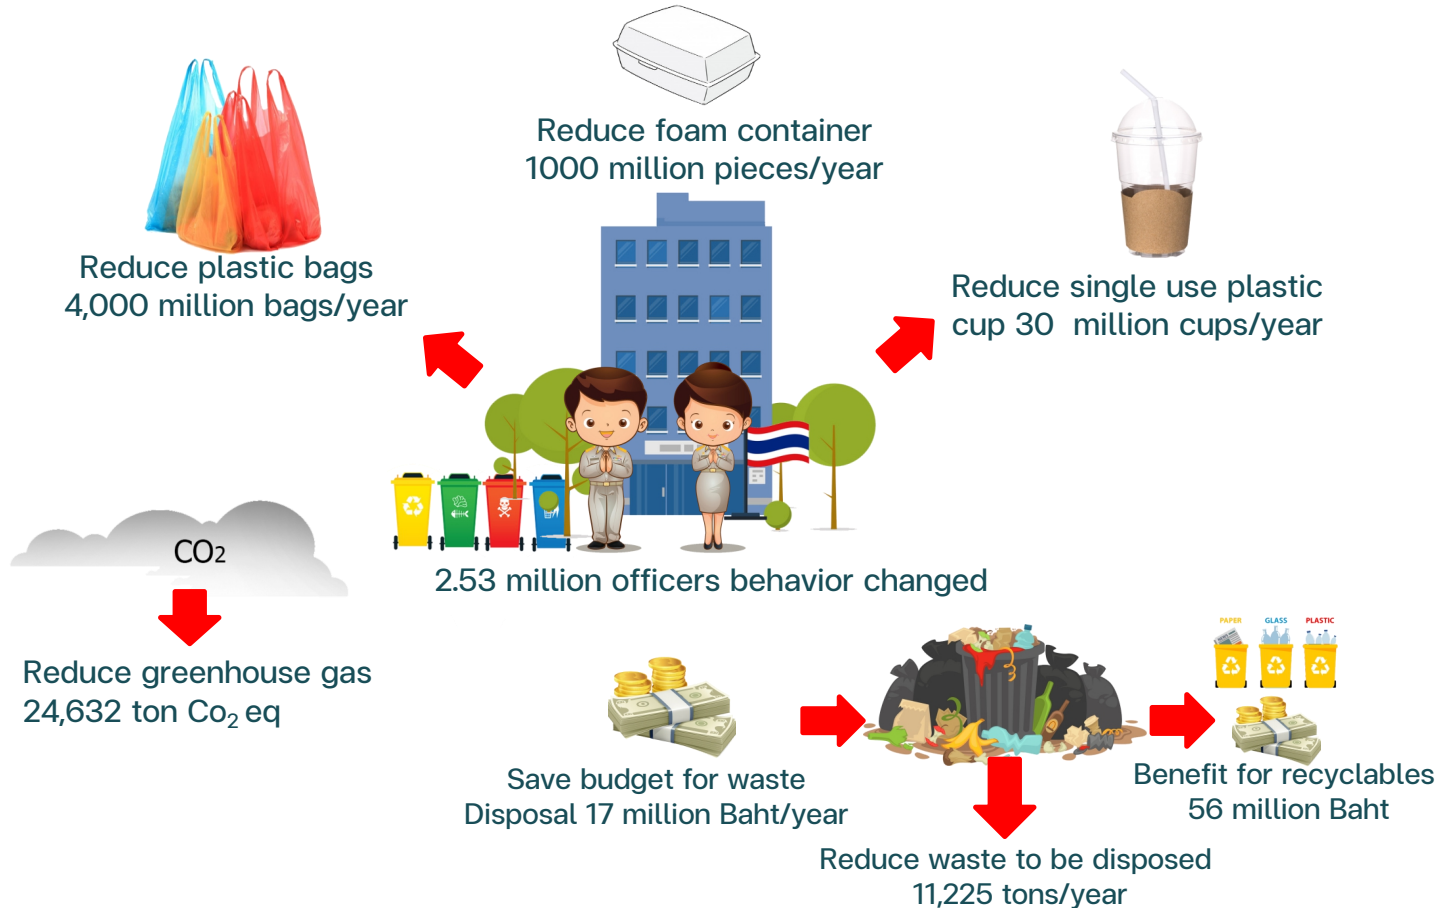 Reduce foam container
1000 million pieces/year
Reduce plastic bags
4,000 million bags/year
Reduce single use plastic
cup 30 million cups/year
CO2
2.53 million officers behavior changed
Reduce greenhouse gas
24,632 ton Co₂ eq
PAPER GLASS PLASTIC
Save budget for waste
Disposal 17 million Baht/year
Benefit for recyclables
56 million Baht
Reduce waste to be disposed
11,225 tons/year